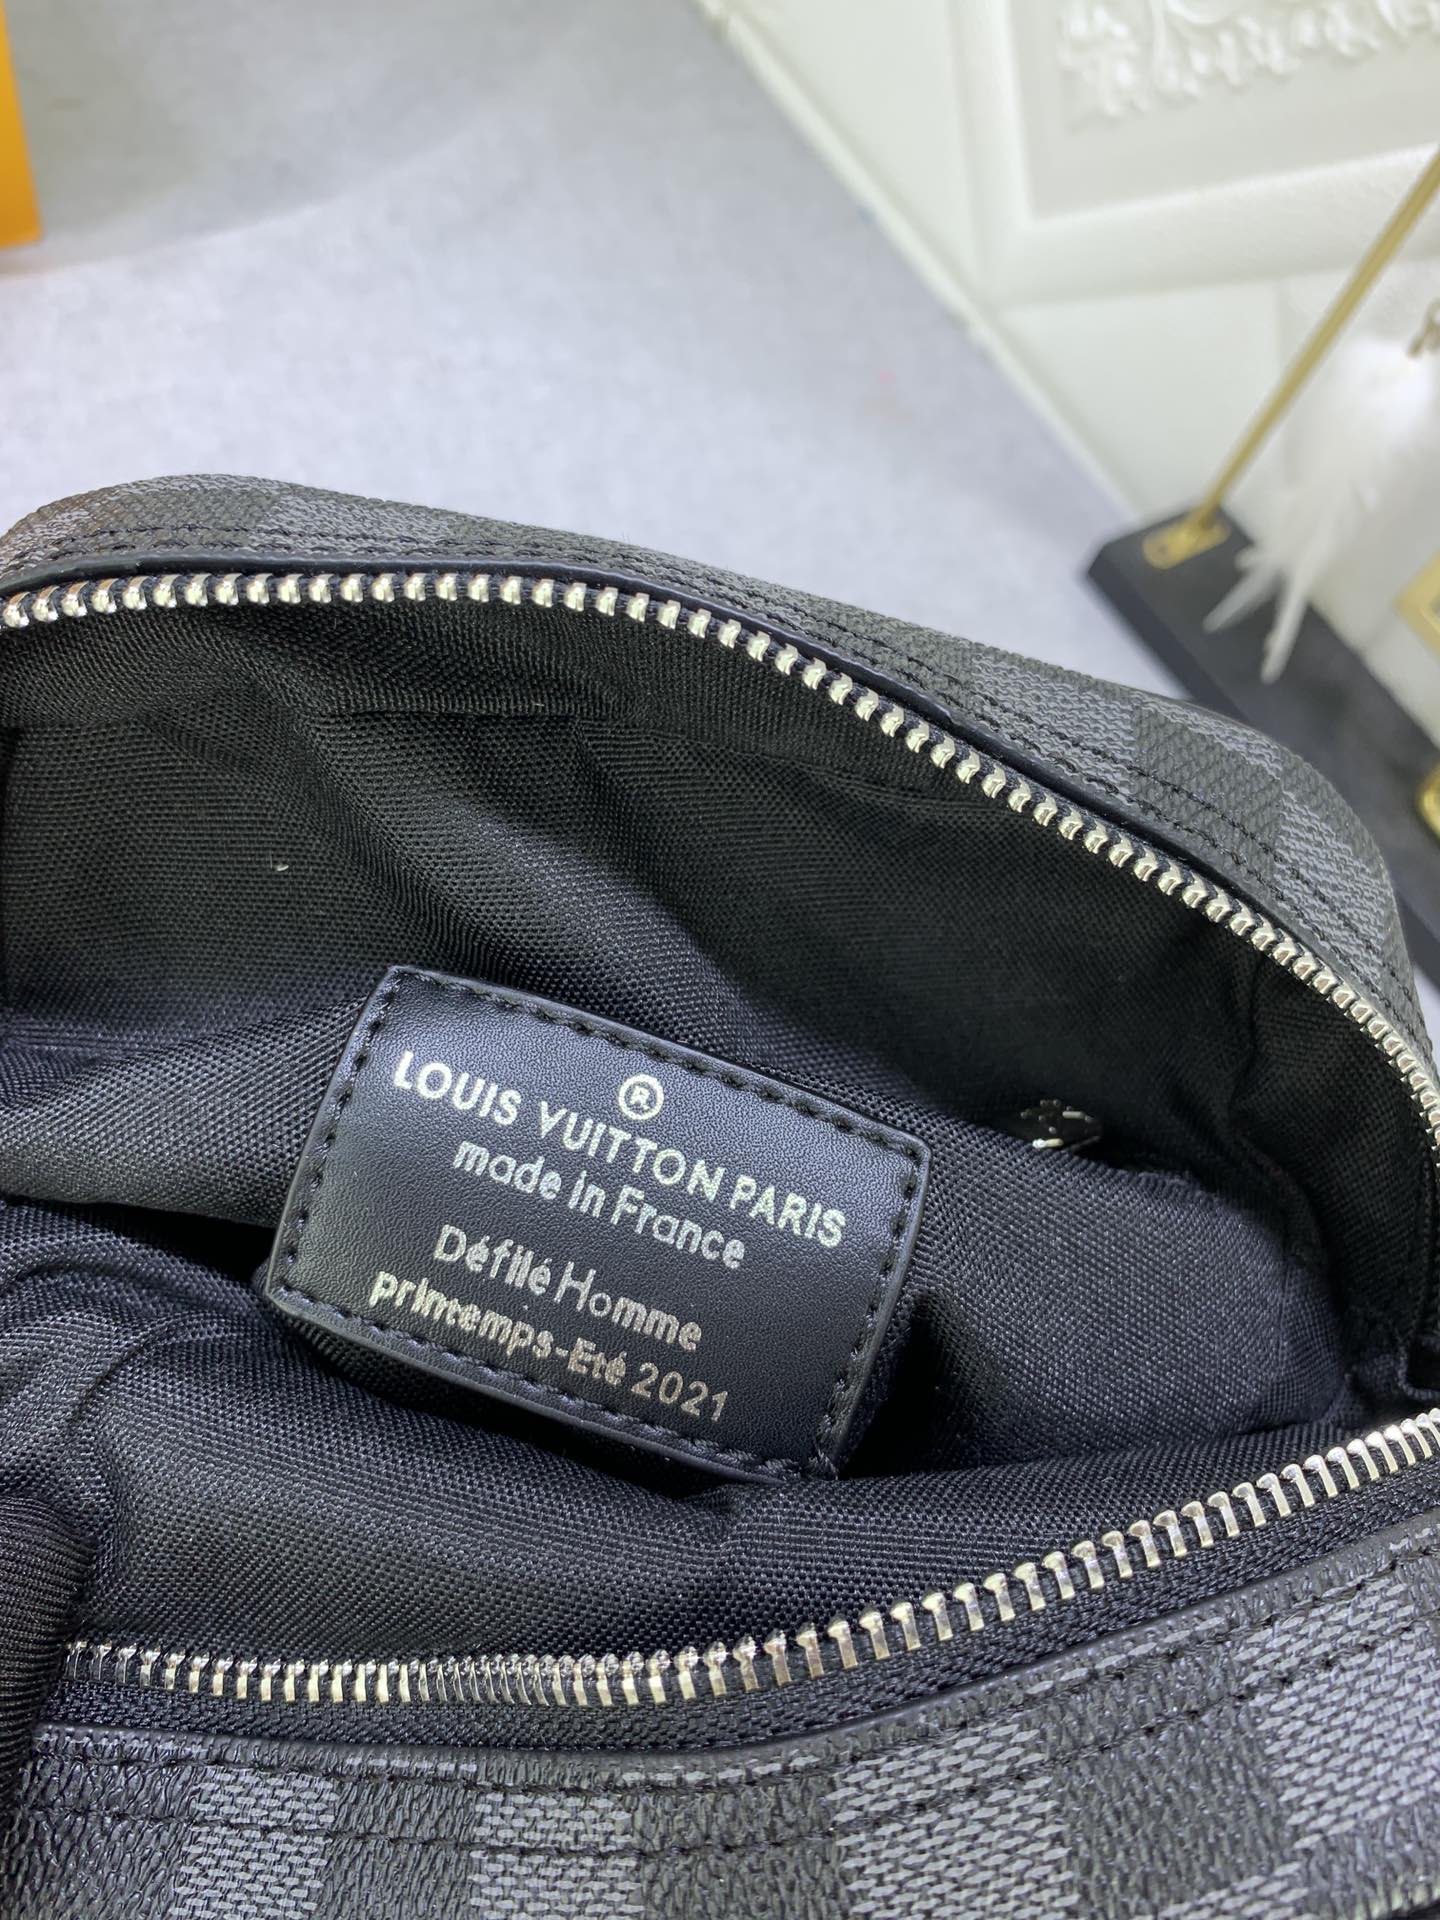 ®
LOUIS VUITTON PARIS
made in France
Défilé Homme
printemps-Eté 2021